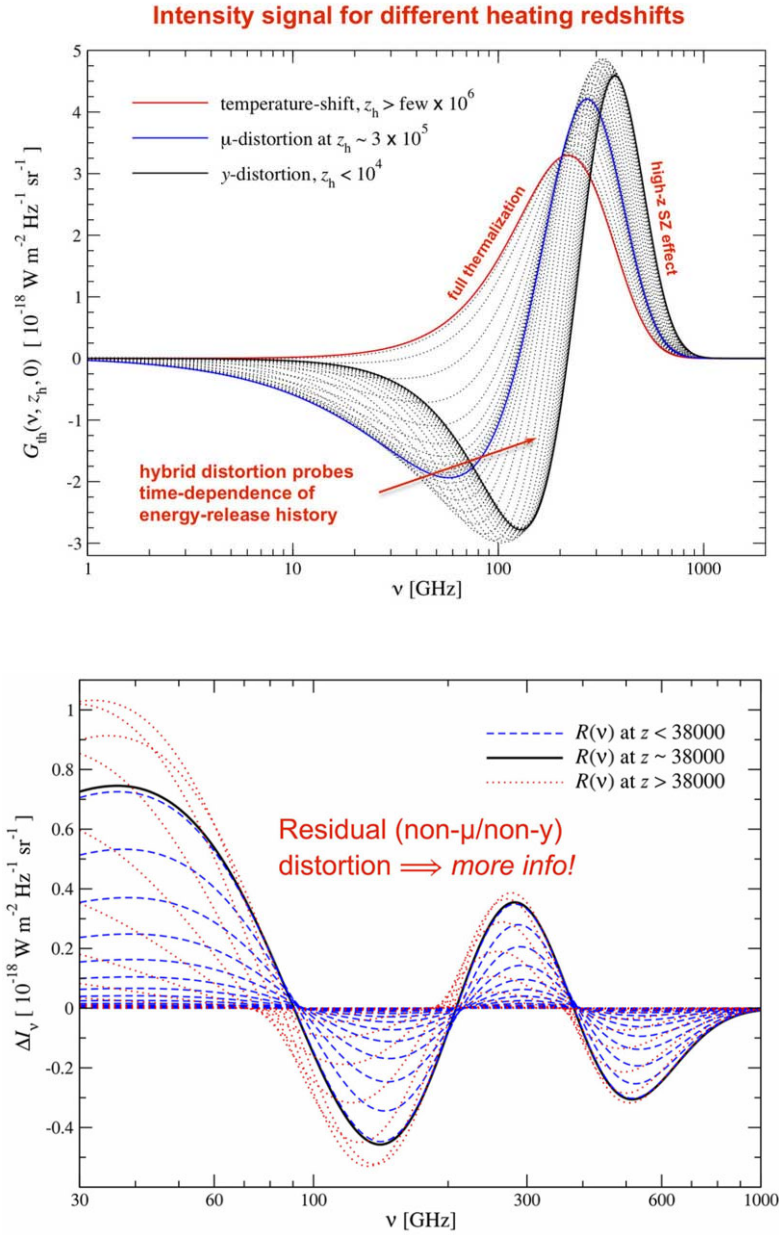 Intensity signal for different heating redshifts
5
4
3
2
1
0
-1
-2
-3
G_th(ν, z_h, 0) [ 10^-18 W m^-2 Hz^-1 sr^-1 ]
temperature-shift, z_h > few x 10^6
μ-distortion at z_h ~ 3 x 10^5
y-distortion, z_h < 10^4
full thermalization
high-z SZ effect
hybrid distortion probes
time-dependence of
energy-release history
1 10 100 1000
ν [GHz]
1
0.8
0.6
0.4
0.2
0
-0.2
-0.4
ΔI_ν [ 10^-18 W m^-2 Hz^-1 sr^-1 ]
R(ν) at z < 38000
R(ν) at z ~ 38000
R(ν) at z > 38000
Residual (non-μ/non-y)
distortion ⟹ more info!
30 60 100 300 600 1000
ν [GHz]